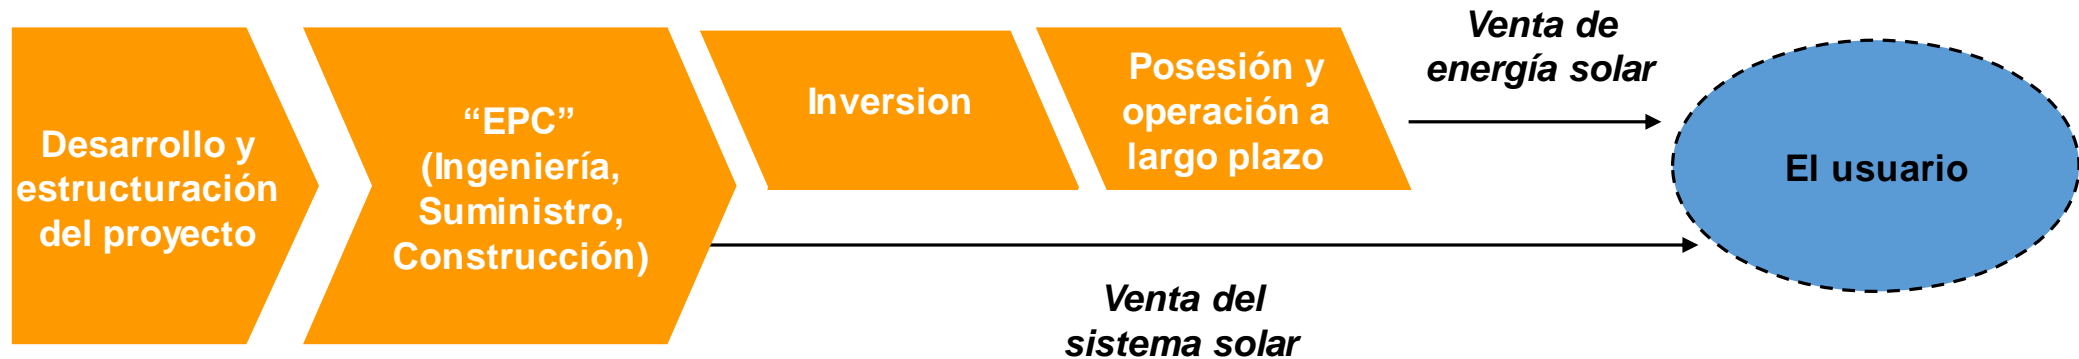 Desarrollo y
estructuración
del proyecto
“EPC”
(Ingeniería,
Suministro,
Construcción)
Inversion
Posesión y
operación a
largo plazo
Venta de
energía solar
El usuario
Venta del
sistema solar